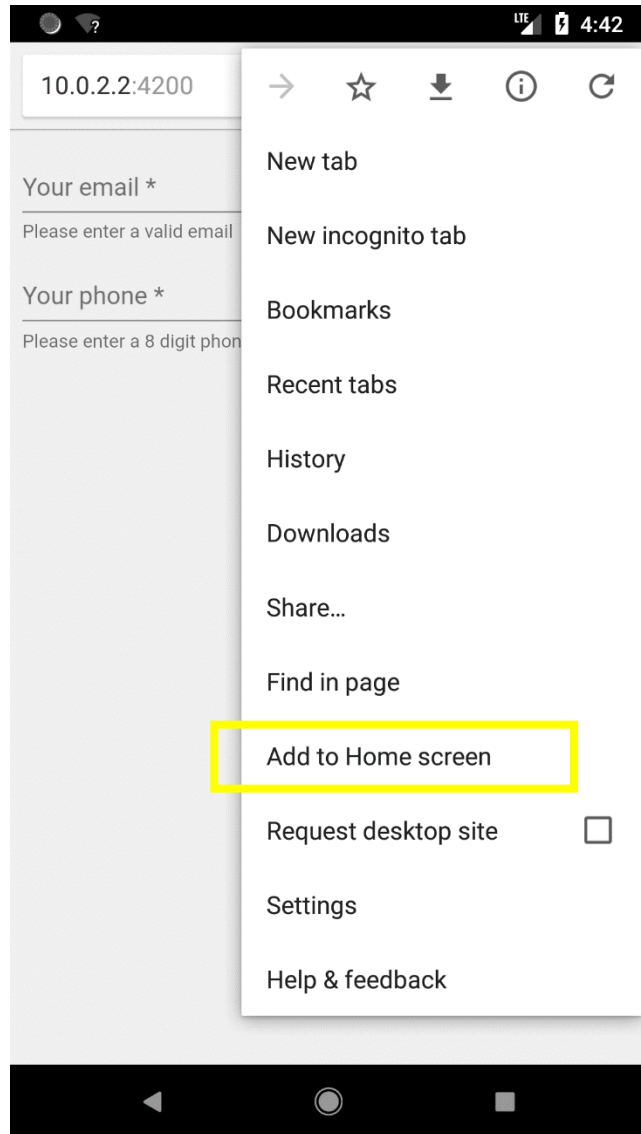 LTE 4:42
10.0.2.2:4200
Your email *
Please enter a valid email
Your phone *
Please enter a 8 digit phon
New tab
New incognito tab
Bookmarks
Recent tabs
History
Downloads
Share…
Find in page
Add to Home screen
Request desktop site
Settings
Help & feedback